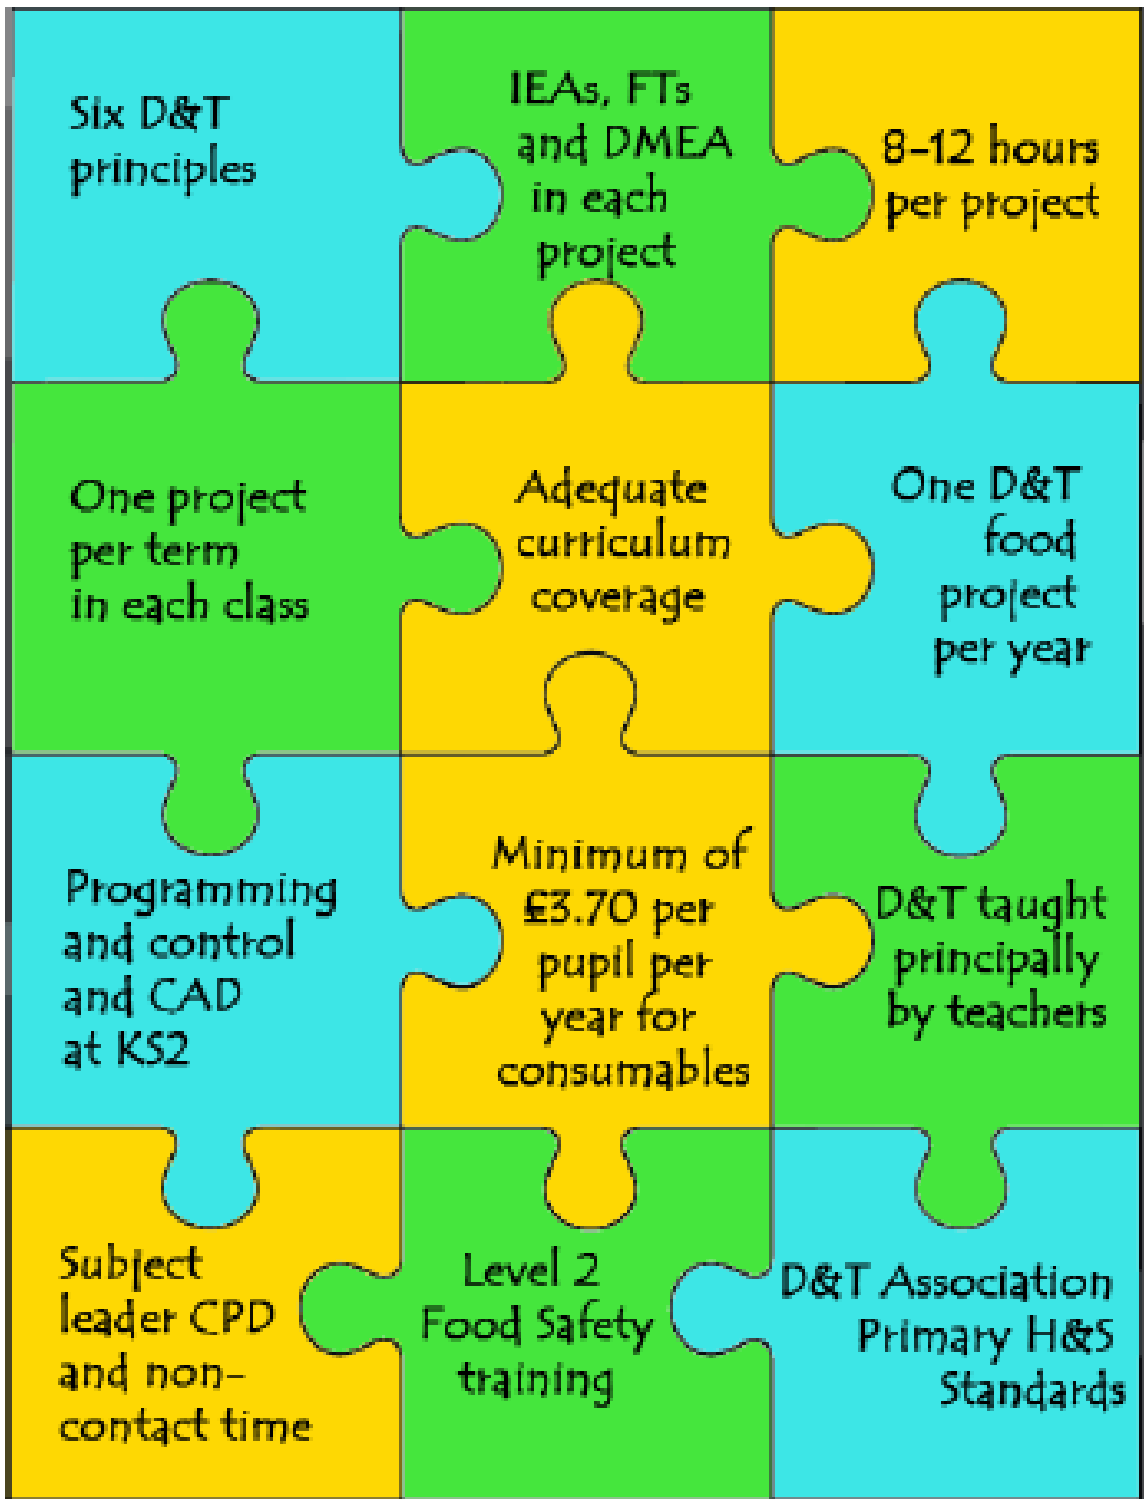 Six D&T
principles
IEAs, FTs
and DMEA
in each
project
8-12 hours
per project
One project
per term
in each class
Adequate
curriculum
coverage
One D&T
food
project
per year
Programming
and control
and CAD
at KS2
Minimum of
£3.70 per
pupil per
year for
consumables
D&T taught
principally
by teachers
Subject
leader CPD
and non-
contact time
Level 2
Food Safety
training
D&T Association
Primary H&S
Standards